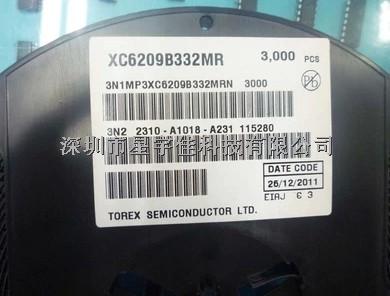 XC6209B332MR 3,000 PCS
Pb
3N1MP3XC6209B332MRN 3000
3N2 2310-A1018-A231 115280
深圳市星宇佳科技有限公司
DATE CODE
26/12/2011
EIAJ E 3
TOREX SEMICONDUCTOR LTD.